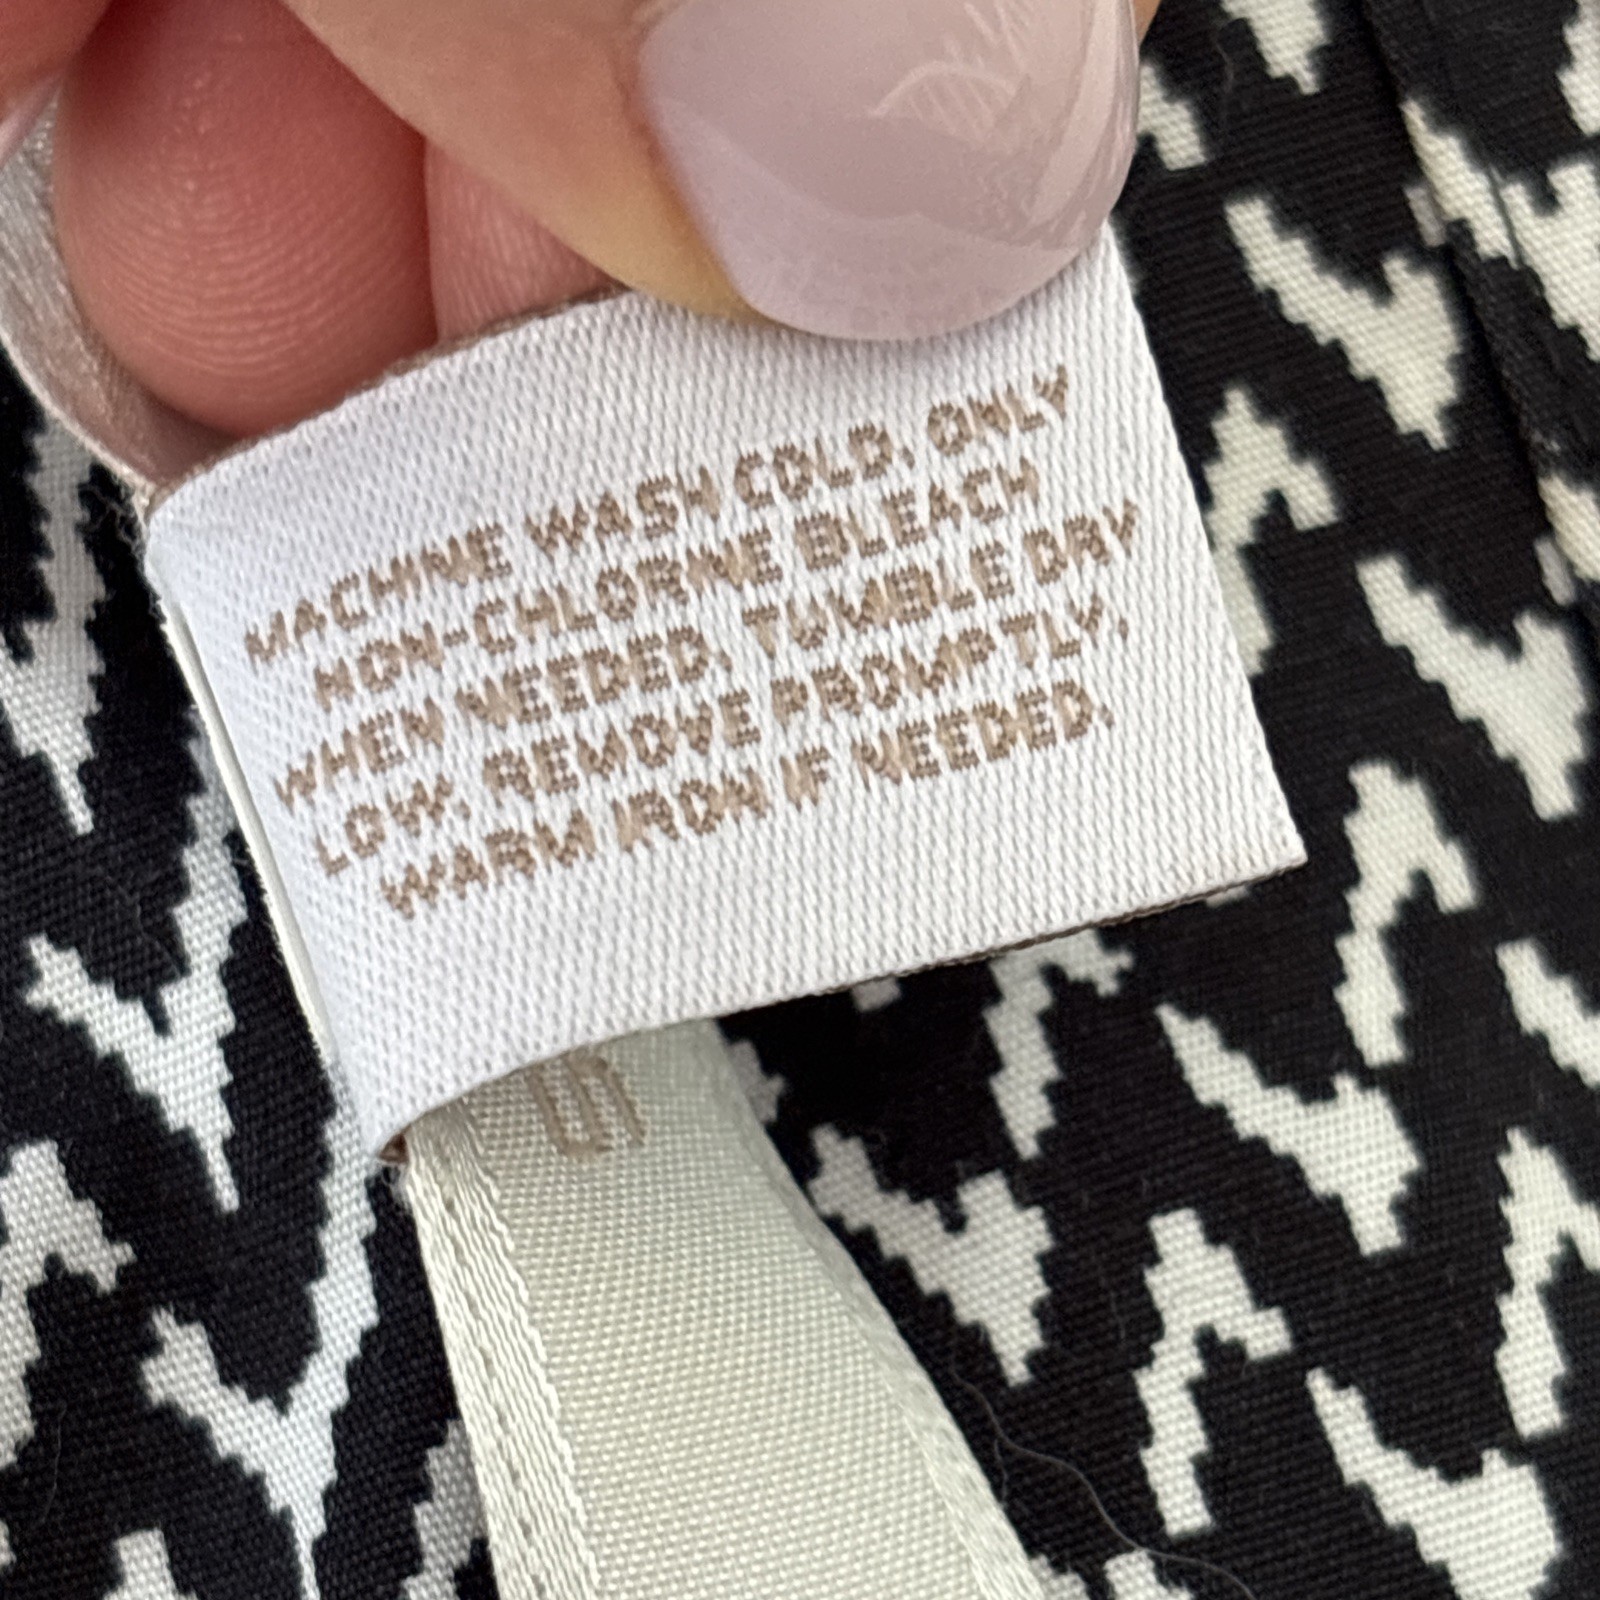 MACHINE WASH COLD, ONLY
NON-CHLORINE BLEACH
WHEN NEEDED. TUMBLE DRY
LOW. REMOVE PROMPTLY.
WARM IRON IF NEEDED.